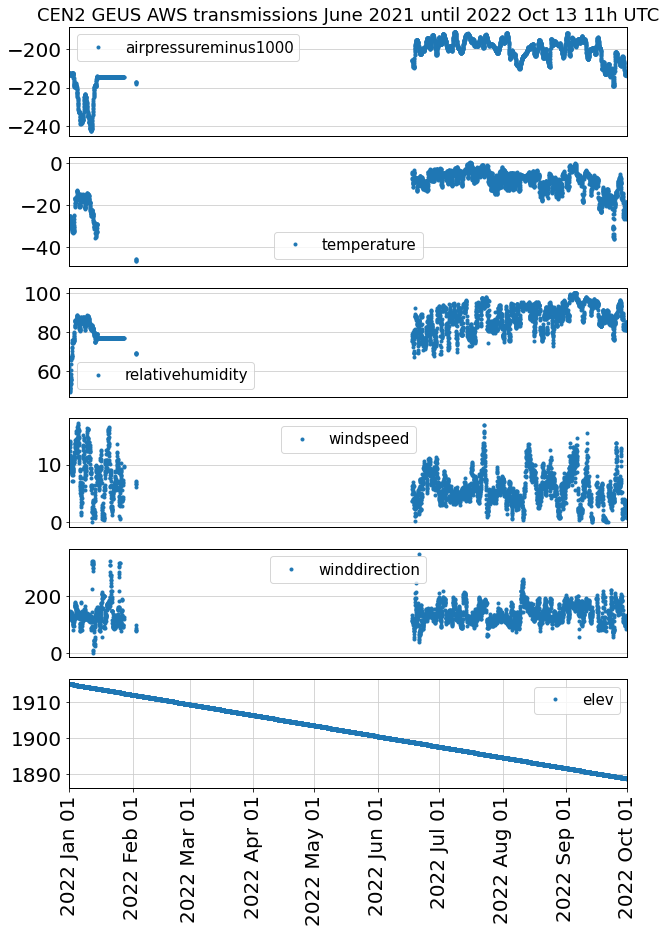 CEN2 GEUS AWS transmissions June 2021 until 2022 Oct 13 11h UTC
airpressureminus1000
−200
−220
−240
temperature
0
−20
−40
relativehumidity
100
80
60
windspeed
10
0
winddirection
200
0
elev
1910
1900
1890
2022 Jan 01
2022 Feb 01
2022 Mar 01
2022 Apr 01
2022 May 01
2022 Jun 01
2022 Jul 01
2022 Aug 01
2022 Sep 01
2022 Oct 01